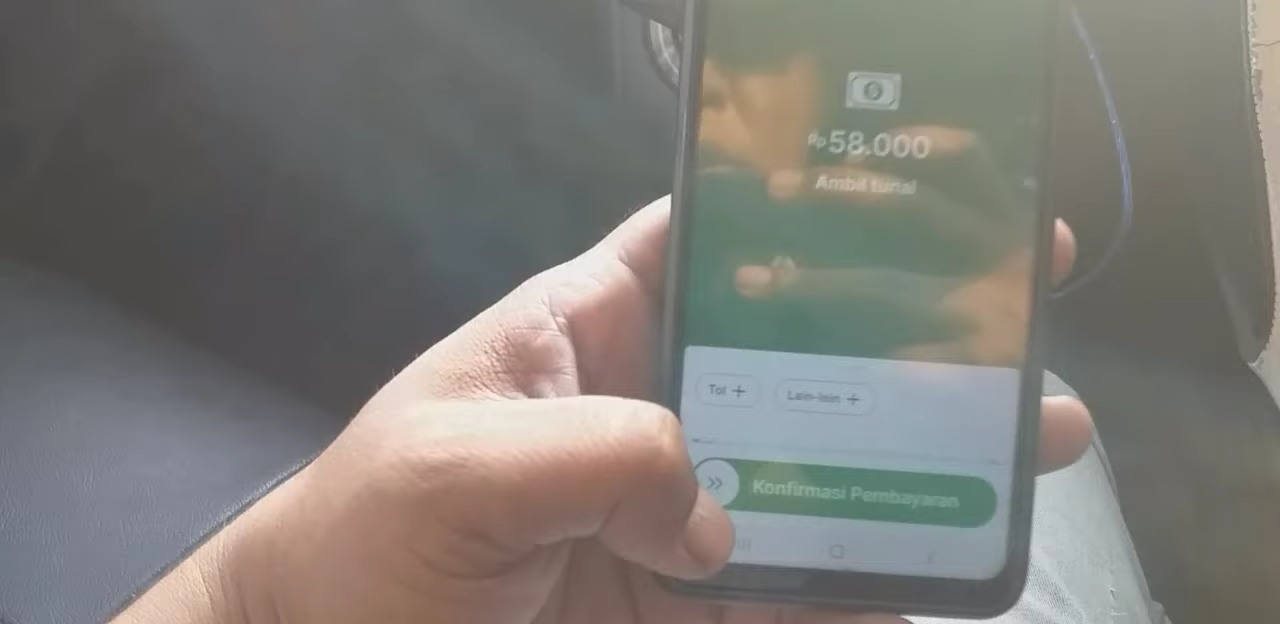 Rp58.000
Ambil tunai
Tol +
Lain-lain +
Konfirmasi Pembayaran